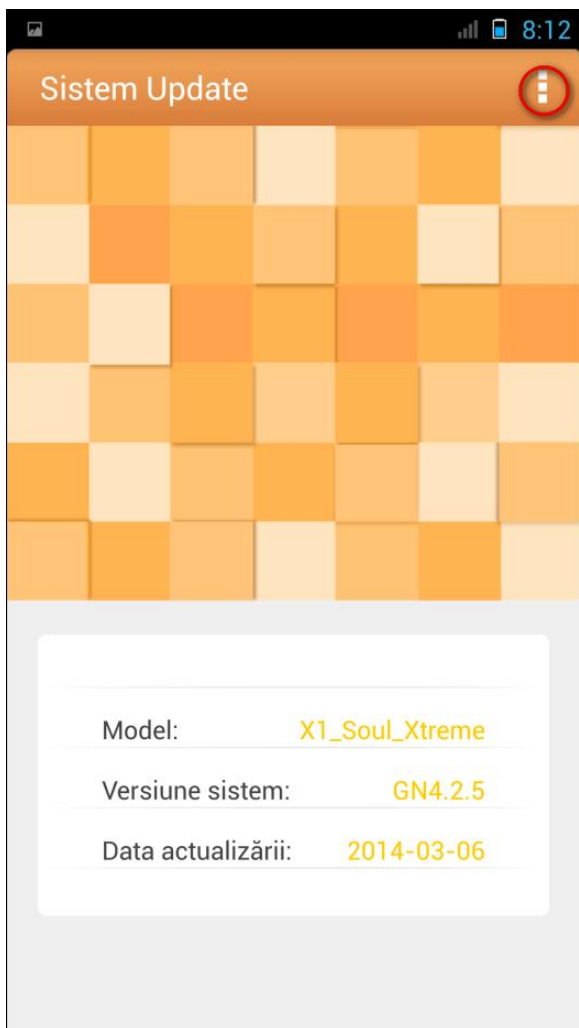 8:12
Sistem Update
Model: X1_Soul_Xtreme
Versiune sistem: GN4.2.5
Data actualizării: 2014-03-06